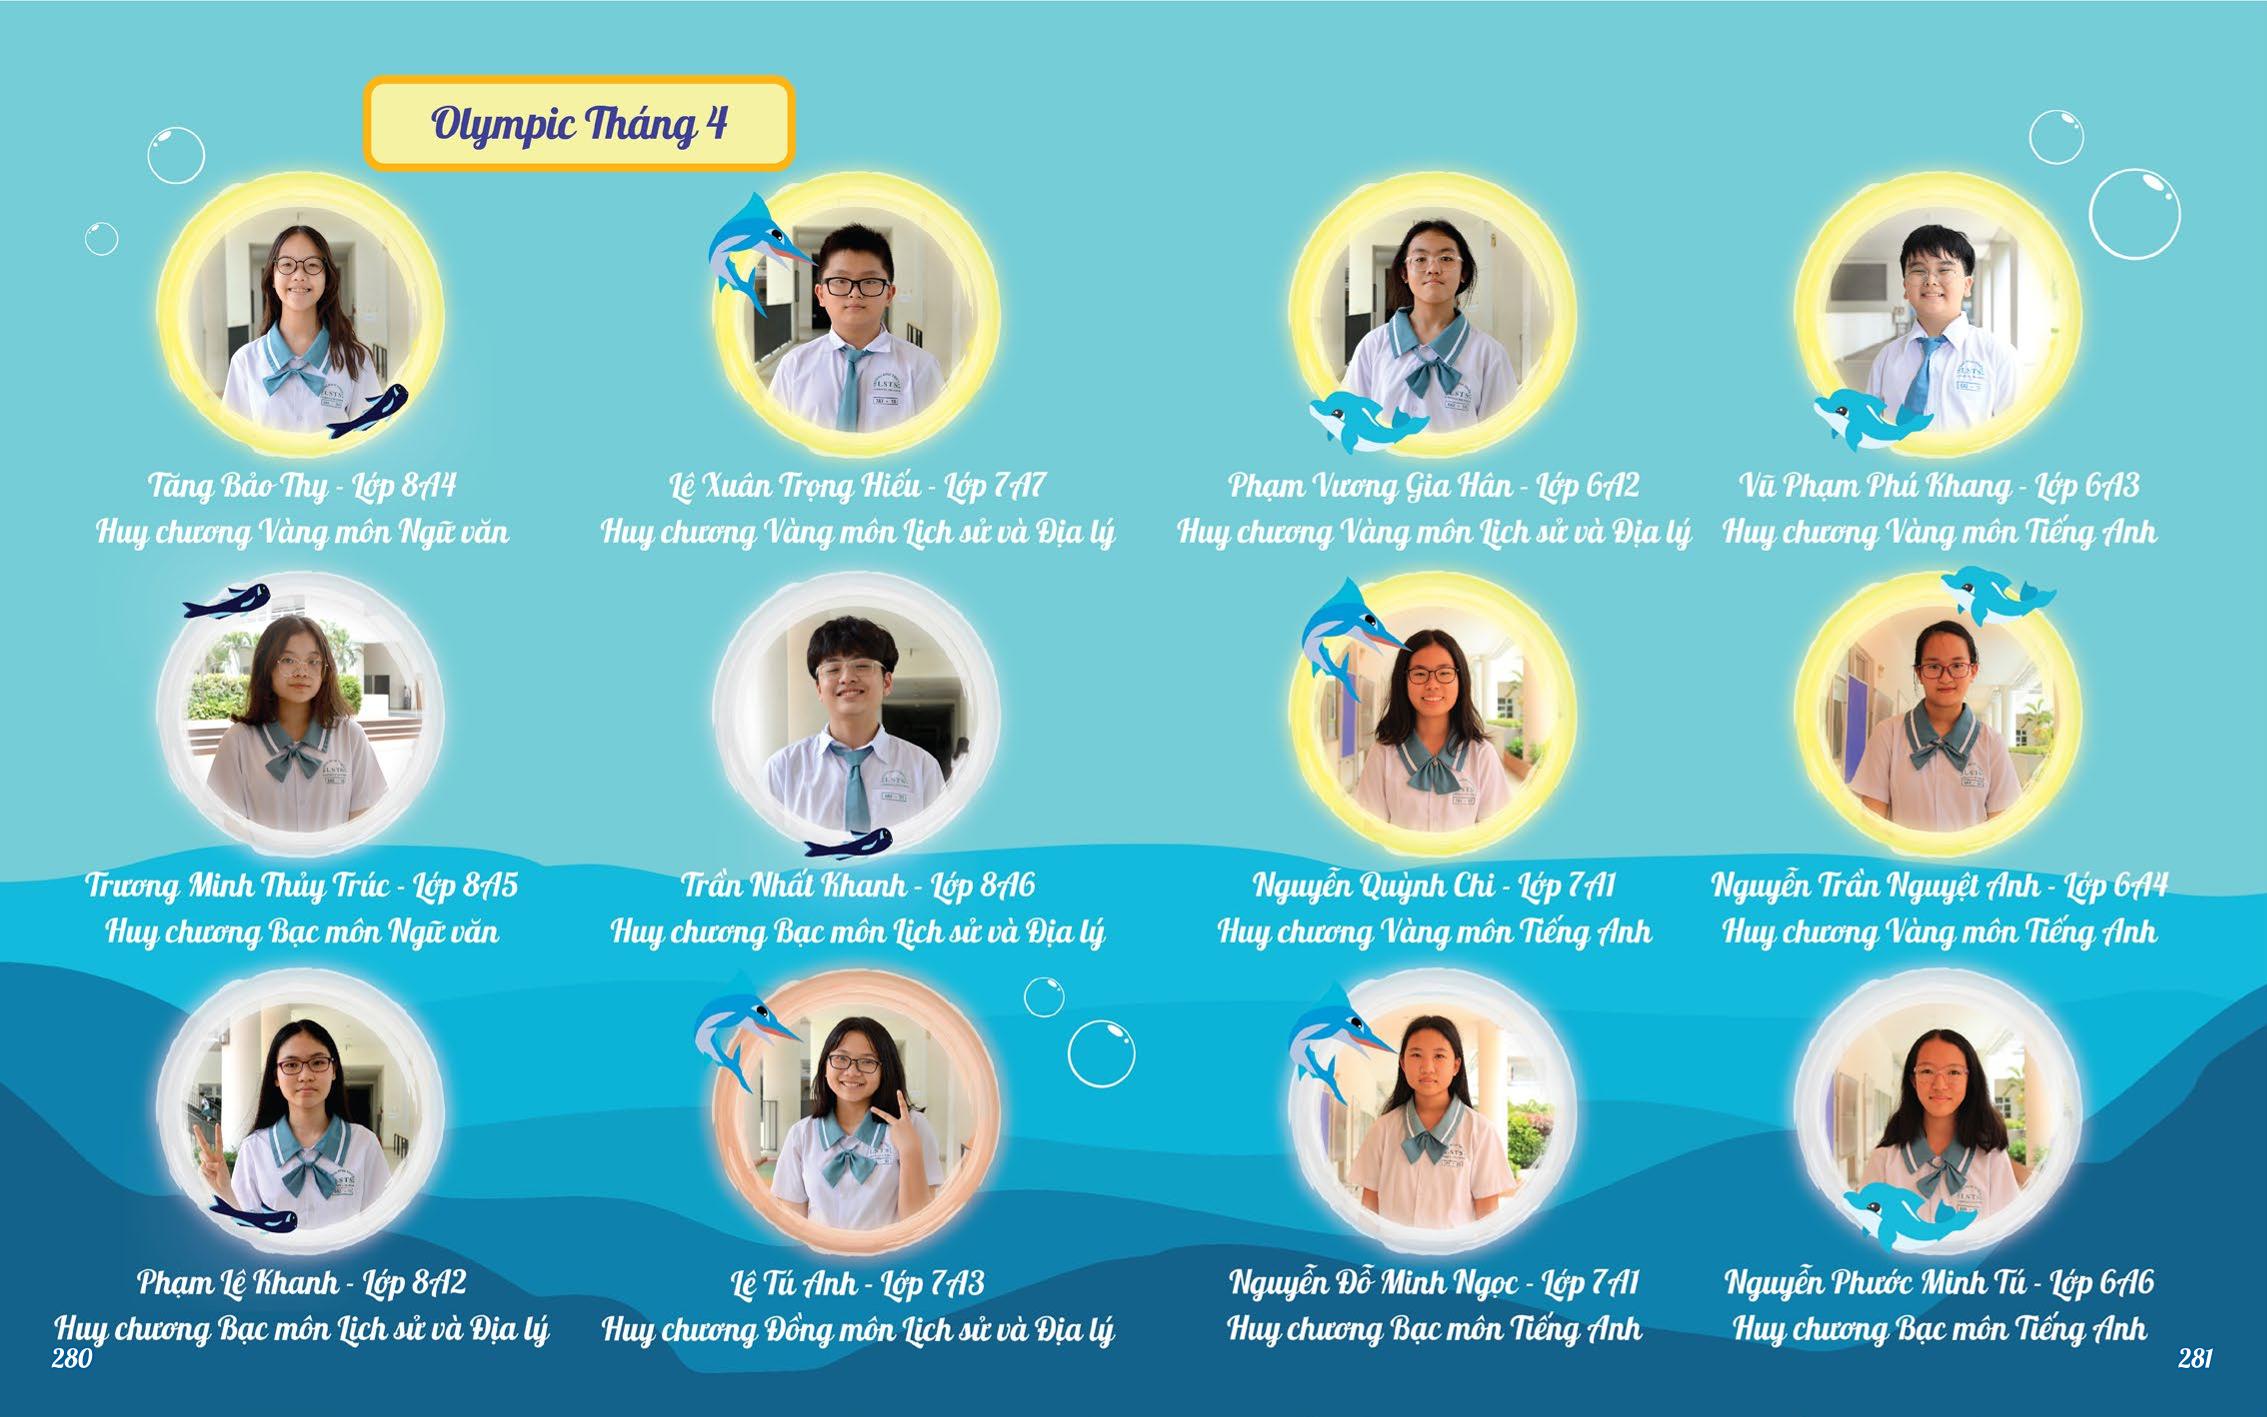 Olympic Tháng 4
Tăng Bảo Thy - Lớp 8A4
Huy chương Vàng môn Ngữ văn
Lê Xuân Trọng Hiếu - Lớp 7A7
Huy chương Vàng môn Lịch sử và Địa lý
Phạm Vương Gia Hân - Lớp 6A2
Huy chương Vàng môn Lịch sử và Địa lý
Vũ Phạm Phú Khang - Lớp 6A3
Huy chương Vàng môn Tiếng Anh
Trương Minh Thủy Trúc - Lớp 8A5
Huy chương Bạc môn Ngữ văn
Trần Nhất Khanh - Lớp 8A6
Huy chương Bạc môn Lịch sử và Địa lý
Nguyễn Quỳnh Chi - Lớp 7A1
Huy chương Vàng môn Tiếng Anh
Nguyễn Trần Nguyệt Anh - Lớp 6A4
Huy chương Vàng môn Tiếng Anh
Phạm Lê Khanh - Lớp 8A2
Huy chương Bạc môn Lịch sử và Địa lý
Lê Tú Anh - Lớp 7A3
Huy chương Đồng môn Lịch sử và Địa lý
Nguyễn Đỗ Minh Ngọc - Lớp 7A1
Huy chương Bạc môn Tiếng Anh
Nguyễn Phước Minh Tú - Lớp 6A6
Huy chương Bạc môn Tiếng Anh
280
281